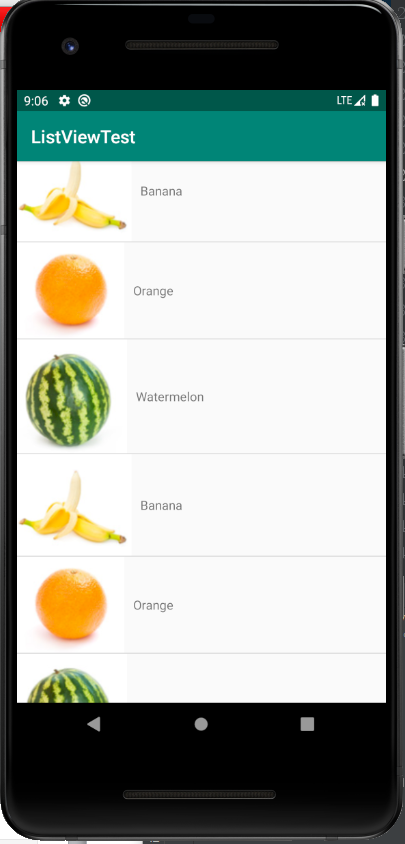 9:06 LTE
ListViewTest
Banana
Orange
Watermelon
Banana
Orange